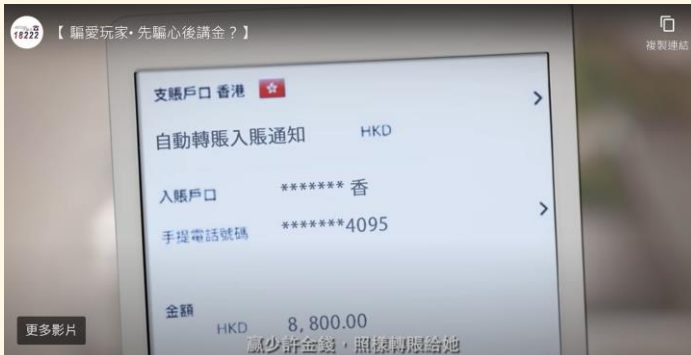 18222
【 騙愛玩家• 先騙心後講金？】
複製連結
支賬戶口 香港
自動轉賬入賬通知 HKD
入賬戶口 ******* 香
手提電話號碼 *******4095
金額
HKD 8,800.00
贏少許金錢，照樣轉賬給她
更多影片